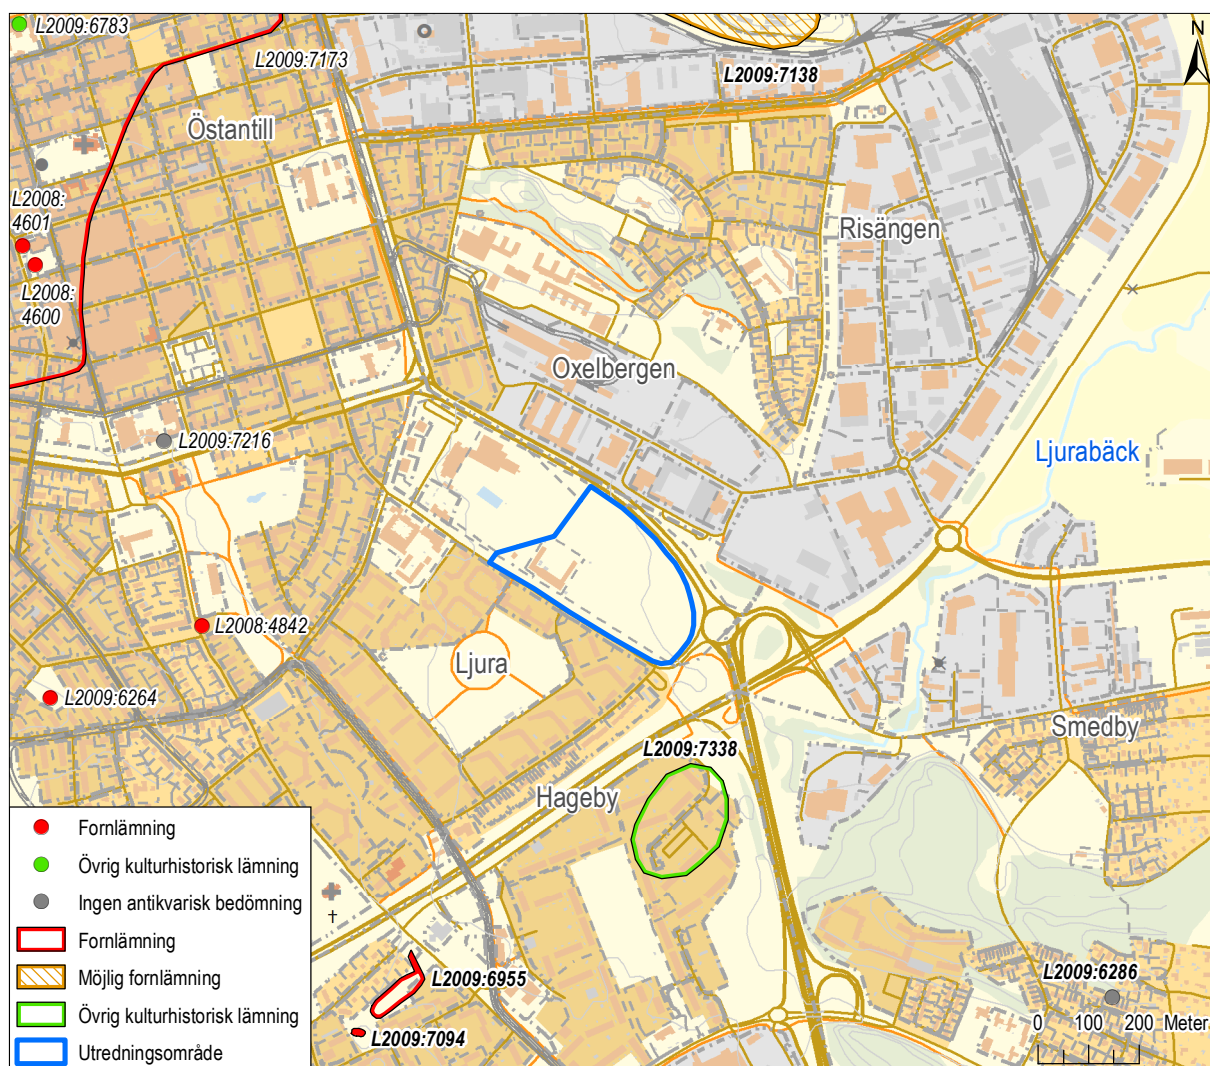 L2009:6783
L2009:7173
L2009:7138
N
Östantill
L2008:
4601
Risängen
L2008:
4600
Oxelbergen
L2009:7216
Ljurabäck
L2008:4842
Ljura
L2009:6264
Smedby
L2009:7338
Hageby
L2009:6955
L2009:6286
L2009:7094
0 100 200 Meter
Fornlämning
Övrig kulturhistorisk lämning
Ingen antikvarisk bedömning
Fornlämning
Möjlig fornlämning
Övrig kulturhistorisk lämning
Utredningsområde